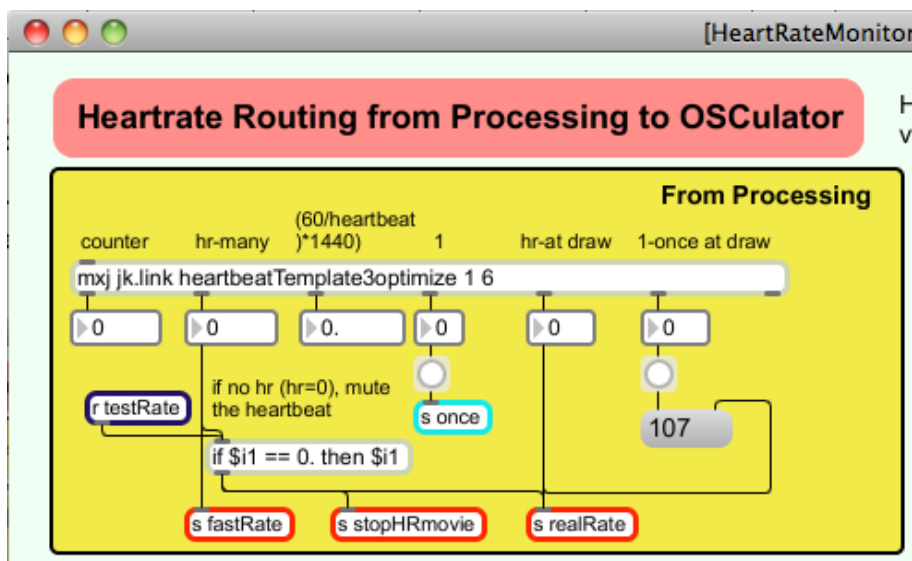 [HeartRateMonitor
Heartrate Routing from Processing to OSCulator
H
v
From Processing
counter
hr-many
(60/heartbeat
)*1440)
1
hr-at draw
1-once at draw
mxj jk.link heartbeatTemplate3optimize 1 6
0
0
0.
0
0
0
if no hr (hr=0), mute
the heartbeat
r testRate
s once
107
if $i1 == 0. then $i1
s fastRate
s stopHRmovie
s realRate